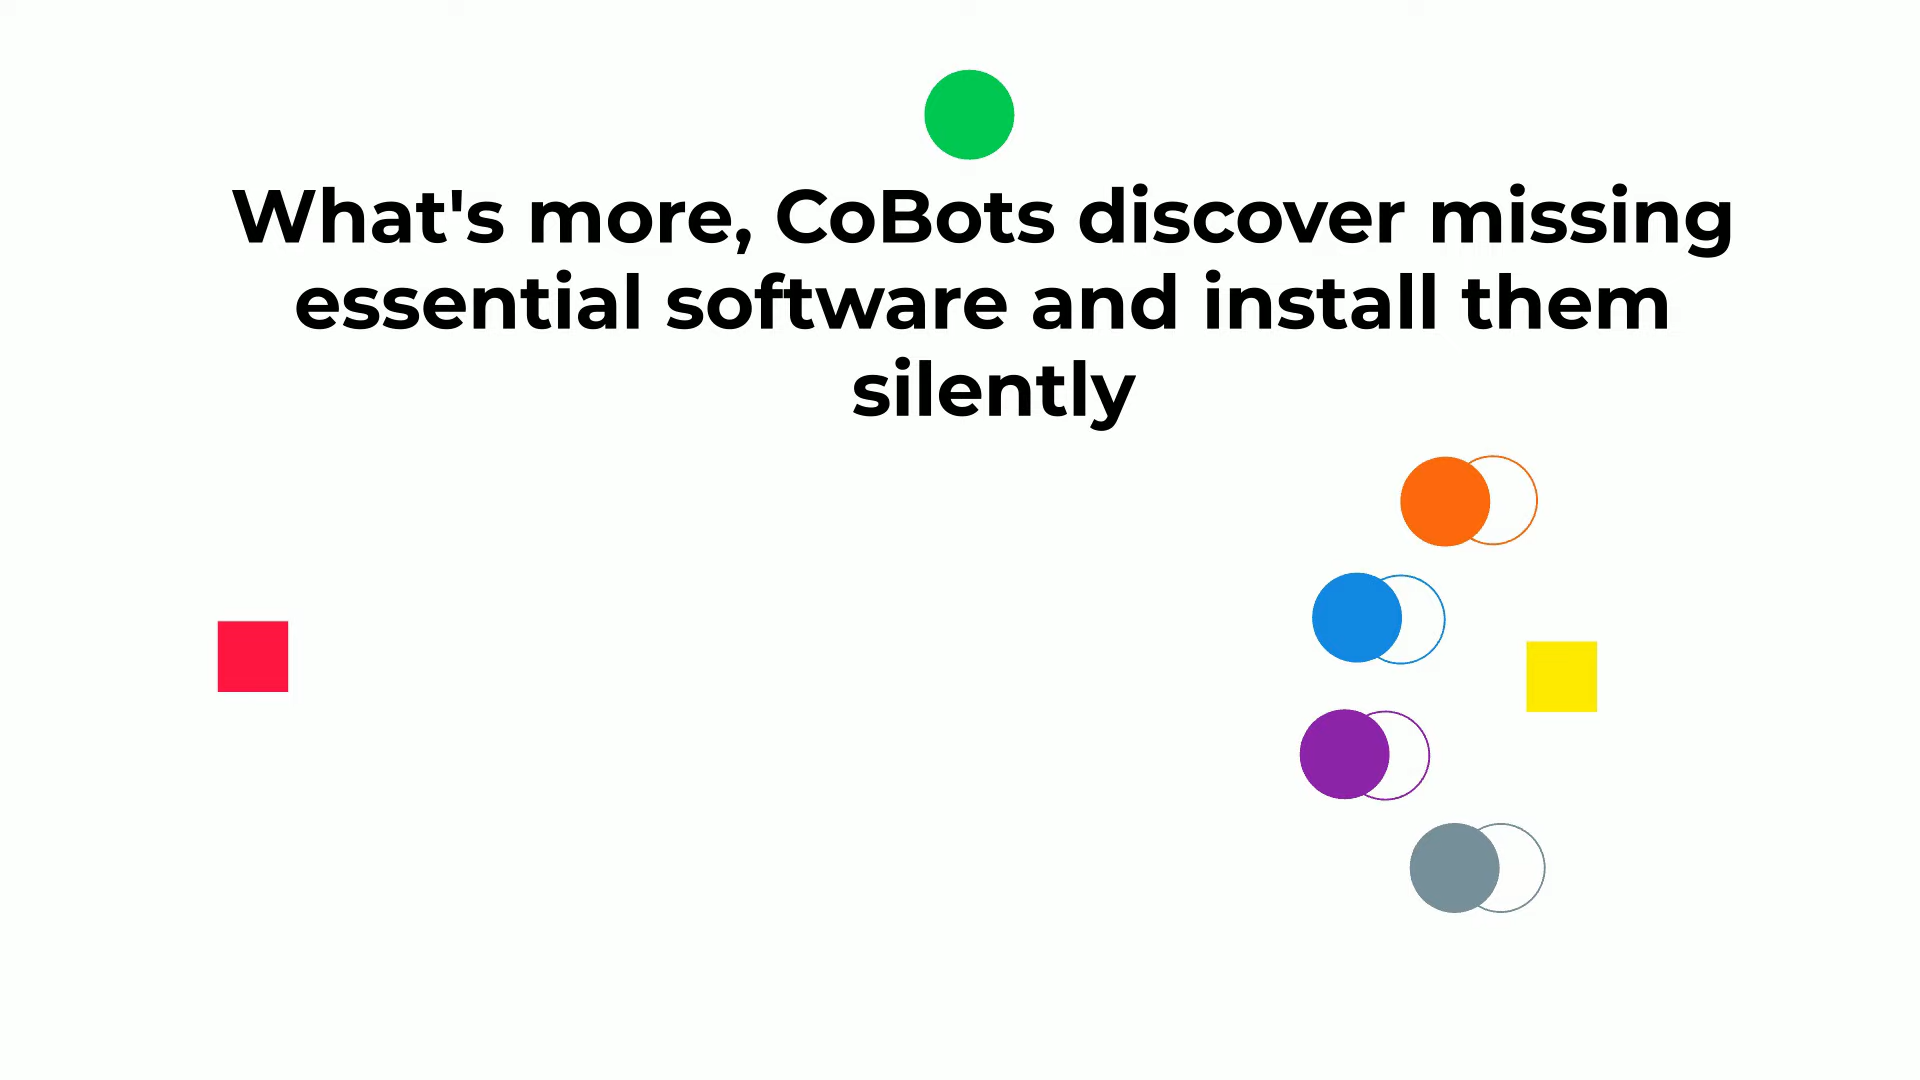 What's more, CoBots discover missing
essential software and install them
silently